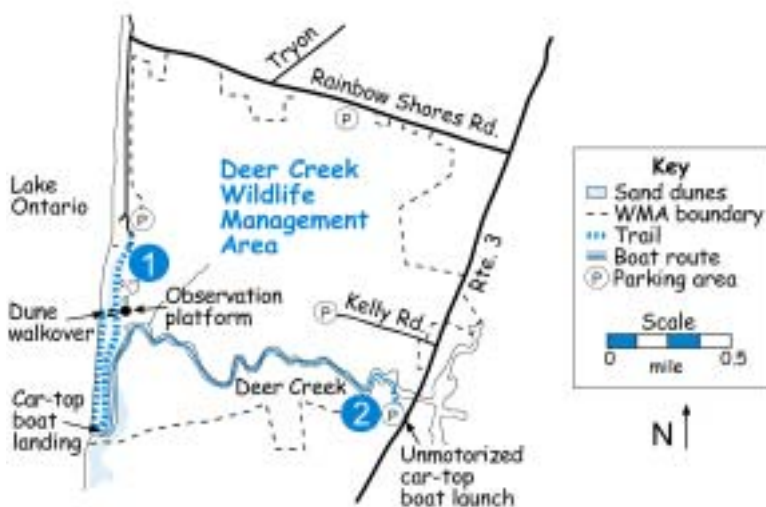 Tryon
Rainbow Shores Rd.
P
Deer Creek
Wildlife
Management
Area
Lake
Ontario
P
1
Rte. 3
Observation
platform
Dune
walkover
P
Kelly Rd.
Deer Creek
Car-top
boat
landing
2
P
Unmotorized
car-top
boat launch
Key
Sand dunes
WMA boundary
Trail
Boat route
P Parking area
Scale
0 0.5
mile
N